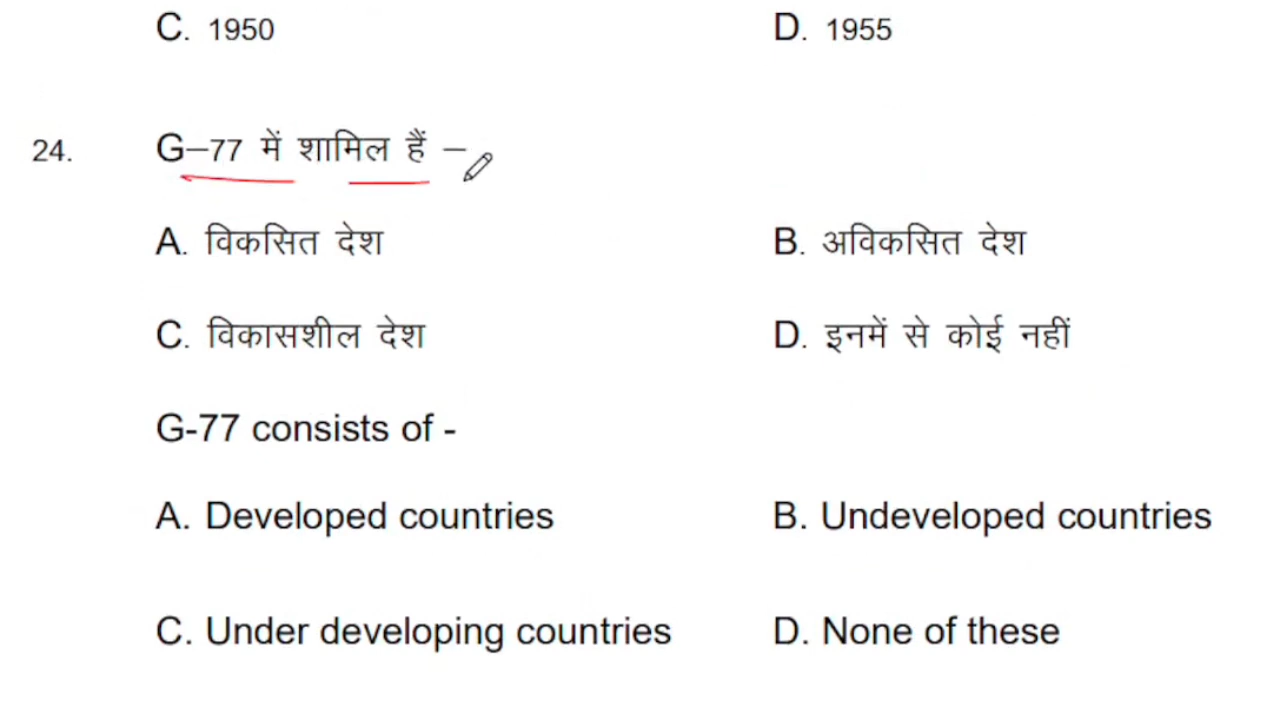 C. 1950 D. 1955
24. G–77 में शामिल हैं –
A. विकसित देश B. अविकसित देश
C. विकासशील देश D. इनमें से कोई नहीं
G-77 consists of -
A. Developed countries B. Undeveloped countries
C. Under developing countries D. None of these